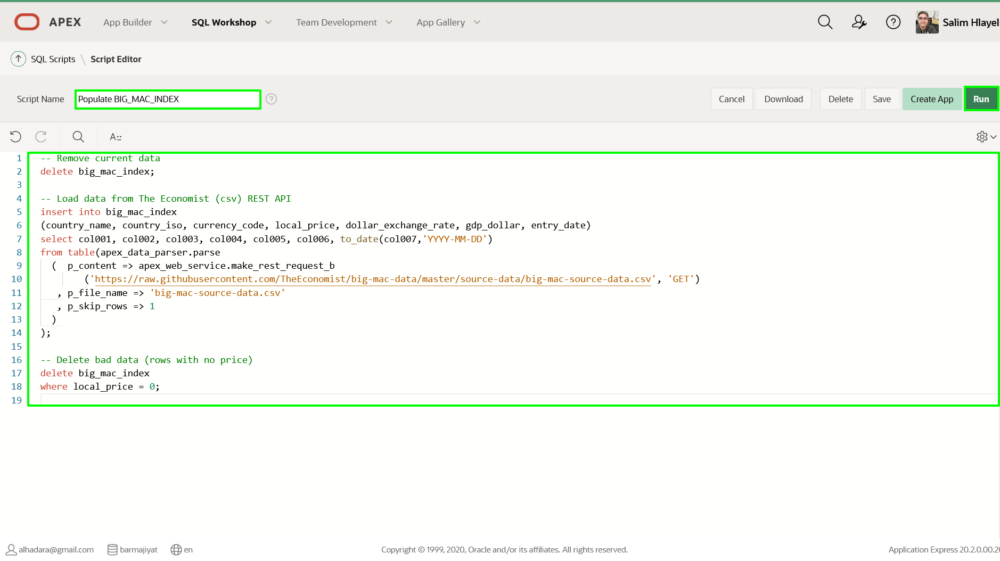 APEX App Builder SQL Workshop Team Development App Gallery Salim Hlayel
SQL Scripts \ Script Editor
Script Name Populate BIG_MAC_INDEX ? Cancel Download Delete Save Create App Run
A::
1 -- Remove current data
2 delete big_mac_index;
3
4 -- Load data from The Economist (csv) REST API
5 insert into big_mac_index
6 (country_name, country_iso, currency_code, local_price, dollar_exchange_rate, gdp_dollar, entry_date)
7 select col001, col002, col003, col004, col005, col006, to_date(col007,'YYYY-MM-DD')
8 from table(apex_data_parser.parse
9 ( p_content => apex_web_service.make_rest_request_b
10 ('https://raw.githubusercontent.com/TheEconomist/big-mac-data/master/source-data/big-mac-source-data.csv', 'GET')
11 , p_file_name => 'big-mac-source-data.csv'
12 , p_skip_rows => 1
13 )
14 );
15
16 -- Delete bad data (rows with no price)
17 delete big_mac_index
18 where local_price = 0;
19
alhadara@gmail.com barmajiyat en Copyright © 1999, 2020, Oracle and/or its affiliates. All rights reserved. Application Express 20.2.0.00.20